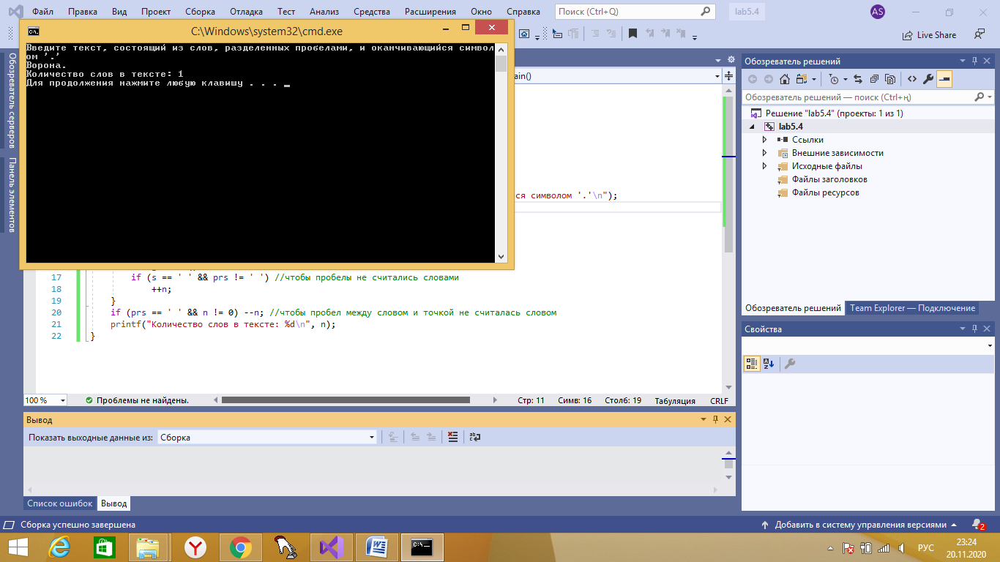 Файл Правка Вид Проект Сборка Отладка Тест Анализ Средства Расширения Окно Справка Поиск (Ctrl+Q) lab5.4 AS
Live Share
C:\Windows\system32\cmd.exe
Введите текст, состоящий из слов, разделенных пробелами, и оканчивающийся символ
ом '.'
Ворона.
Количество слов в тексте: 1
Для продолжения нажмите любую клавишу . . .
Обозреватель серверов
Панель элементов
ain()
ся символом '.'\n");
17 if (s == ' ' && prs != ' ') //чтобы пробелы не считались словами
18 ++n;
19 }
20 if (prs == ' ' && n != 0) --n; //чтобы пробел между словом и точкой не считалась словом
21 printf("Количество слов в тексте: %d\n", n);
22 }
100 % Проблемы не найдены. Стр: 11 Симв: 16 Столб: 19 Табуляция CRLF
Вывод
Показать выходные данные из: Сборка
Список ошибок Вывод
Обозреватель решений
Обозреватель решений — поиск (Ctrl+ң)
Решение "lab5.4" (проекты: 1 из 1)
lab5.4
Ссылки
Внешние зависимости
Исходные файлы
Файлы заголовков
Файлы ресурсов
Обозреватель решений Team Explorer — Подключение
Свойства
Сборка успешно завершена Добавить в систему управления версиями 2
РУС
23:24
20.11.2020